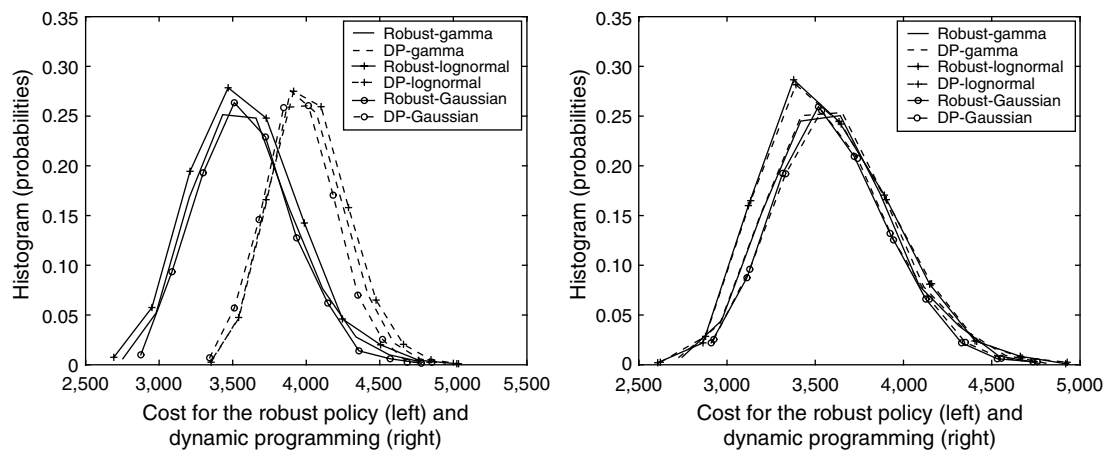 0.35
0.30
0.25
0.20
0.15
0.10
0.05
0
Histogram (probabilities)
Robust-gamma
DP-gamma
Robust-lognormal
DP-lognormal
Robust-Gaussian
DP-Gaussian
2,500 3,000 3,500 4,000 4,500 5,000 5,500
Cost for the robust policy (left) and
dynamic programming (right)
0.35
0.30
0.25
0.20
0.15
0.10
0.05
0
Histogram (probabilities)
Robust-gamma
DP-gamma
Robust-lognormal
DP-lognormal
Robust-Gaussian
DP-Gaussian
2,500 3,000 3,500 4,000 4,500 5,000
Cost for the robust policy (left) and
dynamic programming (right)